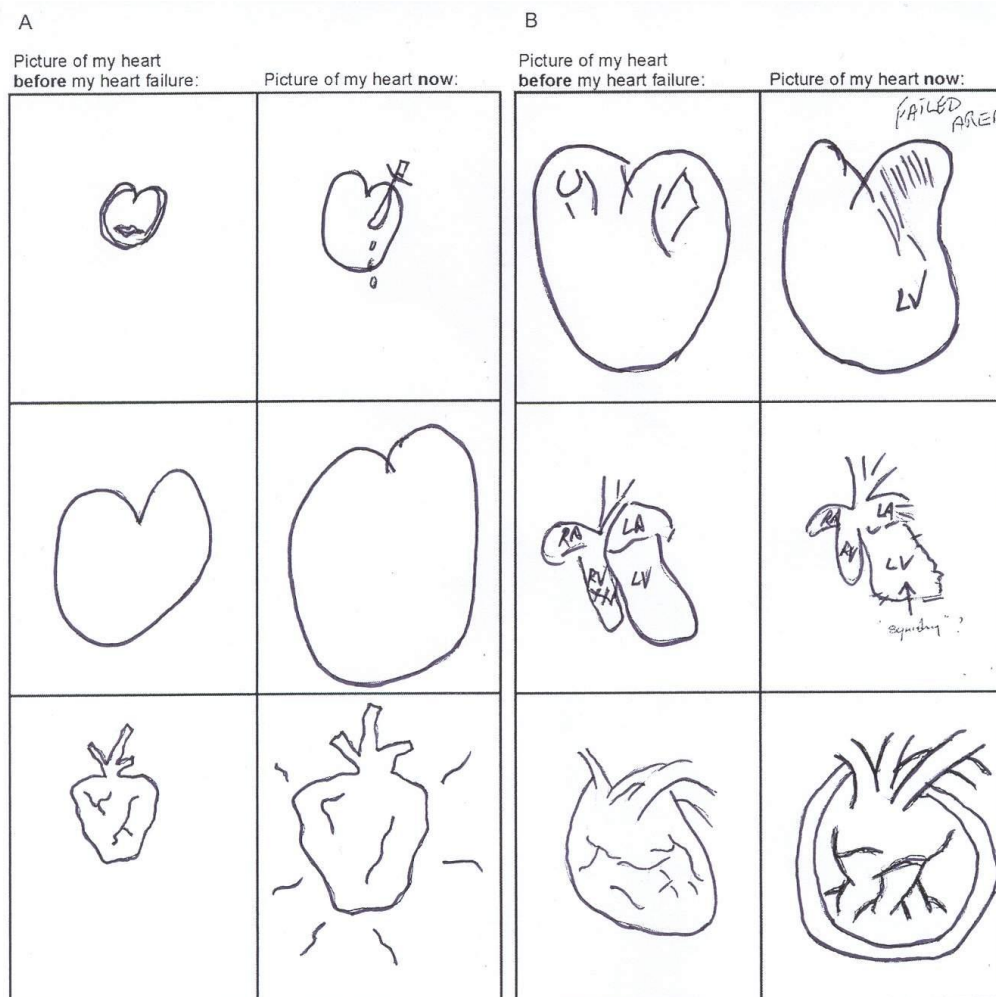 A
Picture of my heart
before my heart failure:
Picture of my heart now:
B
Picture of my heart
before my heart failure:
Picture of my heart now:
FAILED
AREA
LV
RA
LA
RV
LV
RA
LA
RV
LV